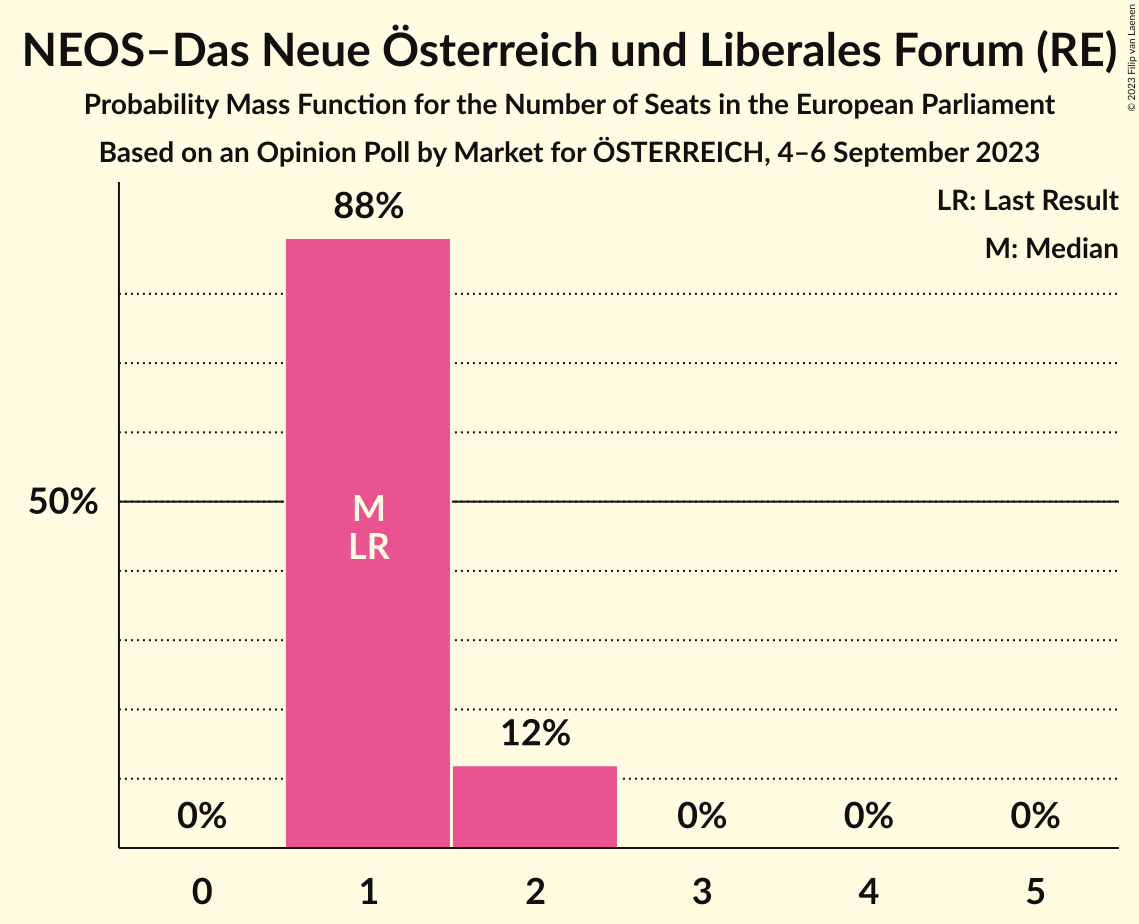 NEOS–Das Neue Österreich und Liberales Forum (RE)
Probability Mass Function for the Number of Seats in the European Parliament
Based on an Opinion Poll by Market for ÖSTERREICH, 4–6 September 2023
© 2023 Filip van Laenen
LR: Last Result
M: Median
88%
50%
M
LR
12%
0%
0%
0%
0%
0 1 2 3 4 5